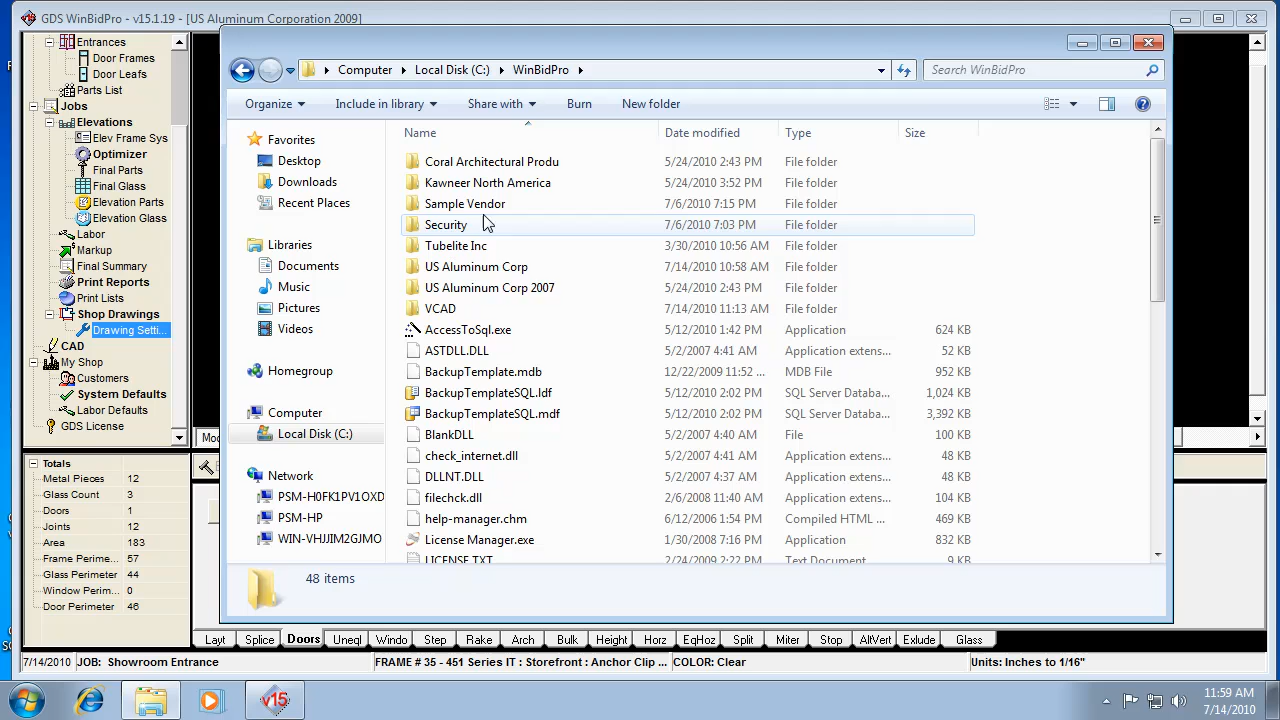 GDS WinBidPro - v15.1.19 - [US Aluminum Corporation 2009]
Entrances
Door Frames
Door Leafs
Parts List
Jobs
Elevations
Elev Frame Sys
Optimizer
Final Parts
Final Glass
Elevation Parts
Elevation Glass
Labor
Markup
Final Summary
Print Reports
Print Lists
Shop Drawings
Drawing Setti...
CAD
My Shop
Customers
System Defaults
Labor Defaults
GDS License
Totals
Metal Pieces 12
Glass Count 3
Doors 1
Joints 12
Area 183
Frame Perime... 57
Glass Perimeter 44
Window Perim... 0
Door Perimeter 46
Computer Local Disk (C:) WinBidPro
Search WinBidPro
Organize Include in library Share with Burn New folder
Favorites
Desktop
Downloads
Recent Places
Libraries
Documents
Music
Pictures
Videos
Homegroup
Computer
Local Disk (C:)
Network
PSM-H0FK1PV1OXD
PSM-HP
WIN-VHJJIM2GJMO
Name Date modified Type Size
Coral Architectural Produ 5/24/2010 2:43 PM File folder
Kawneer North America 5/24/2010 3:52 PM File folder
Sample Vendor 7/6/2010 7:15 PM File folder
Security 7/6/2010 7:03 PM File folder
Tubelite Inc 3/30/2010 10:56 AM File folder
US Aluminum Corp 7/14/2010 10:58 AM File folder
US Aluminum Corp 2007 5/24/2010 2:43 PM File folder
VCAD 7/14/2010 11:13 AM File folder
AccessToSql.exe 5/12/2010 1:42 PM Application 624 KB
ASTDLL.DLL 5/2/2007 4:41 AM Application extens... 52 KB
BackupTemplate.mdb 12/22/2009 11:52 ... MDB File 952 KB
BackupTemplateSQL.ldf 5/12/2010 2:02 PM SQL Server Databa... 1,024 KB
BackupTemplateSQL.mdf 5/12/2010 2:02 PM SQL Server Databa... 3,392 KB
BlankDLL 5/2/2007 4:40 AM File 100 KB
check_internet.dll 5/2/2007 4:41 AM Application extens... 48 KB
DLLNT.DLL 5/2/2007 4:37 AM Application extens... 48 KB
filechck.dll 2/6/2008 11:40 AM Application extens... 104 KB
help-manager.chm 6/12/2006 1:54 PM Compiled HTML ... 469 KB
License Manager.exe 1/30/2008 7:16 PM Application 832 KB
LICENSE.TXT 2/24/2009 2:22 PM Text Document 9 KB
48 items
Layt Splice Doors Uneql Windo Step Rake Arch Bulk Height Horz EqHoz Split Miter Stop AltVert Exlude Glass
7/14/2010 JOB: Showroom Entrance FRAME # 35 - 451 Series IT : Storefront : Anchor Clip ... COLOR: Clear Units: Inches to 1/16"
v15
11:59 AM
7/14/2010